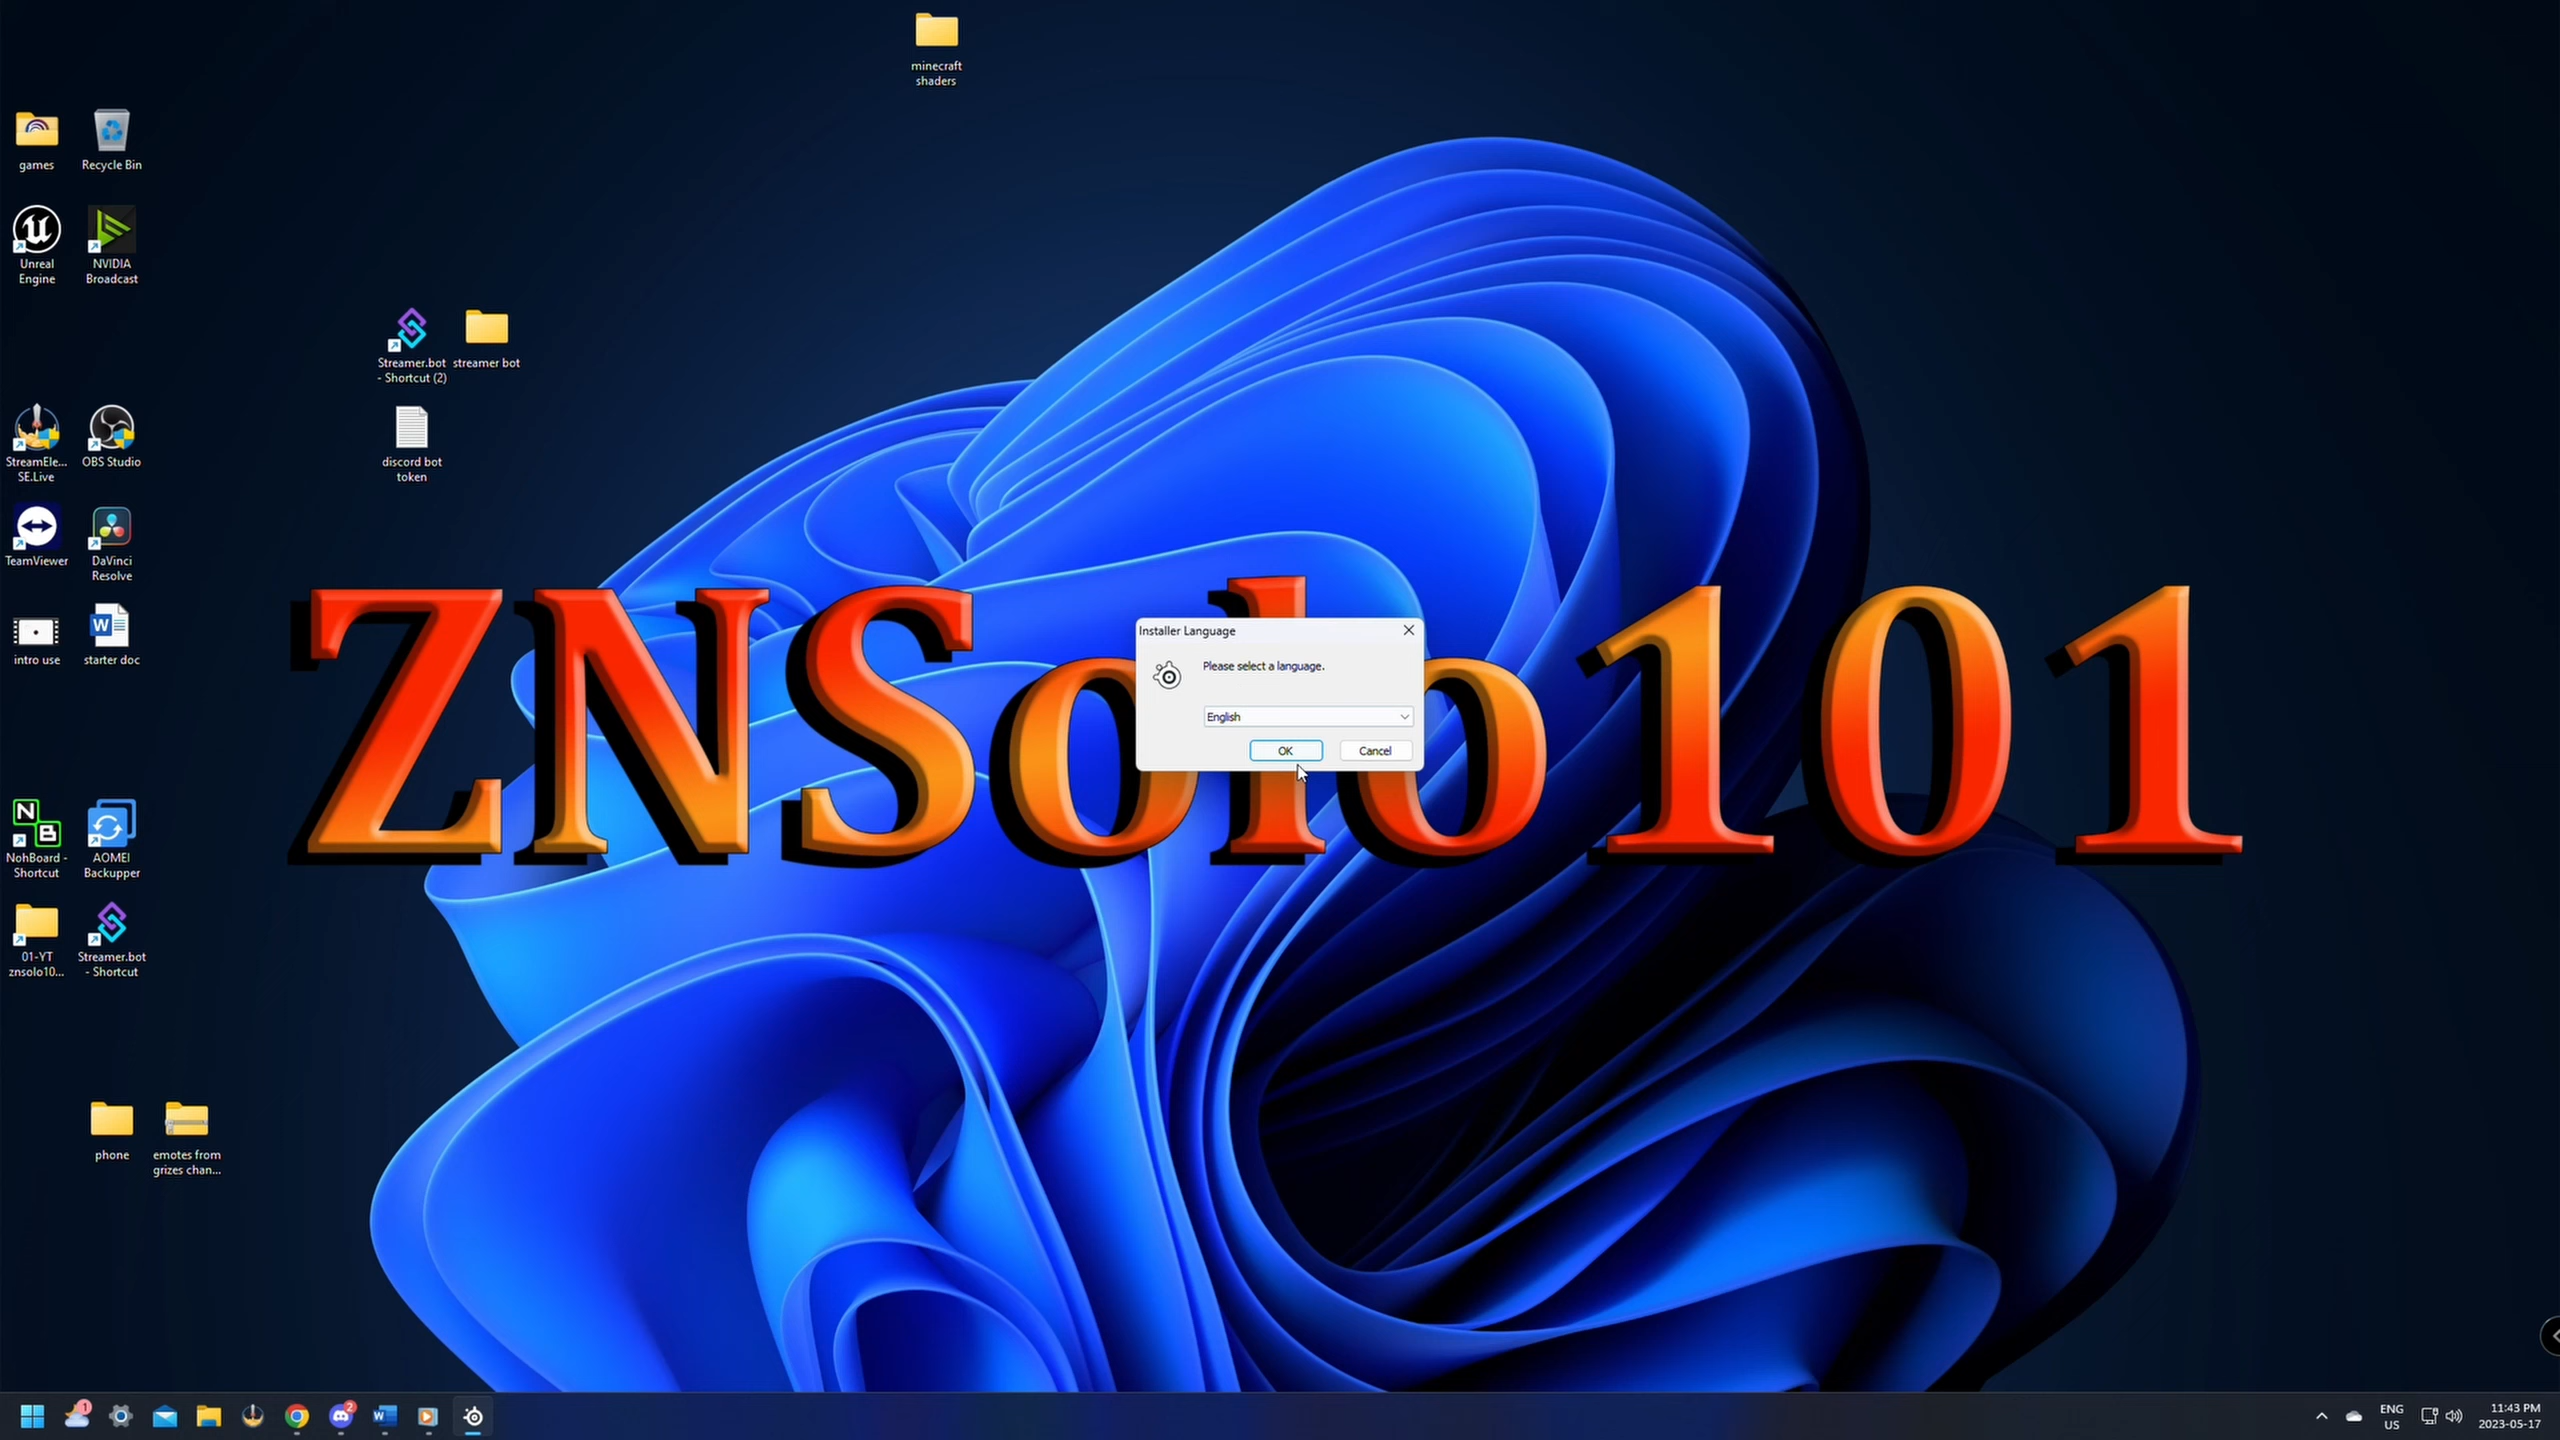 minecraft
shaders
games
Recycle Bin
Unreal
Engine
NVIDIA
Broadcast
Streamer.bot
- Shortcut (2)
streamer bot
StreamEle...
SE.Live
OBS Studio
discord bot
token
TeamViewer
DaVinci
Resolve
ZNSolo101
Installer Language
Please select a language.
English
OK
Cancel
intro use
W
starter doc
N
B
NohBoard -
Shortcut
AOMEI
Backupper
01-YT
znsolo10...
Streamer.bot
- Shortcut
phone
emotes from
grizes chan...
1
2
W
ENG
US
11:43 PM
2023-05-17